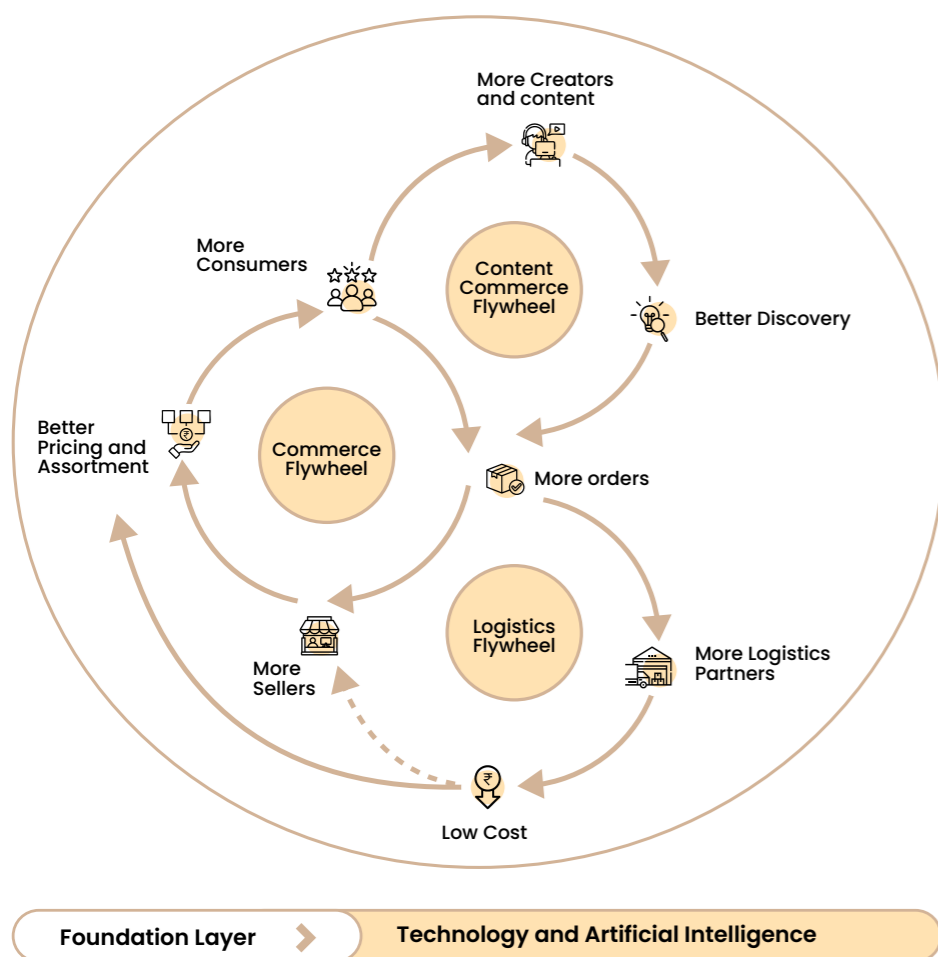 More Creators
and content
More
Consumers
Content
Commerce
Flywheel
Better Discovery
Better
Pricing and
Assortment
Commerce
Flywheel
More orders
Logistics
Flywheel
More
Sellers
More Logistics
Partners
₹
Low Cost
Foundation Layer
Technology and Artificial Intelligence